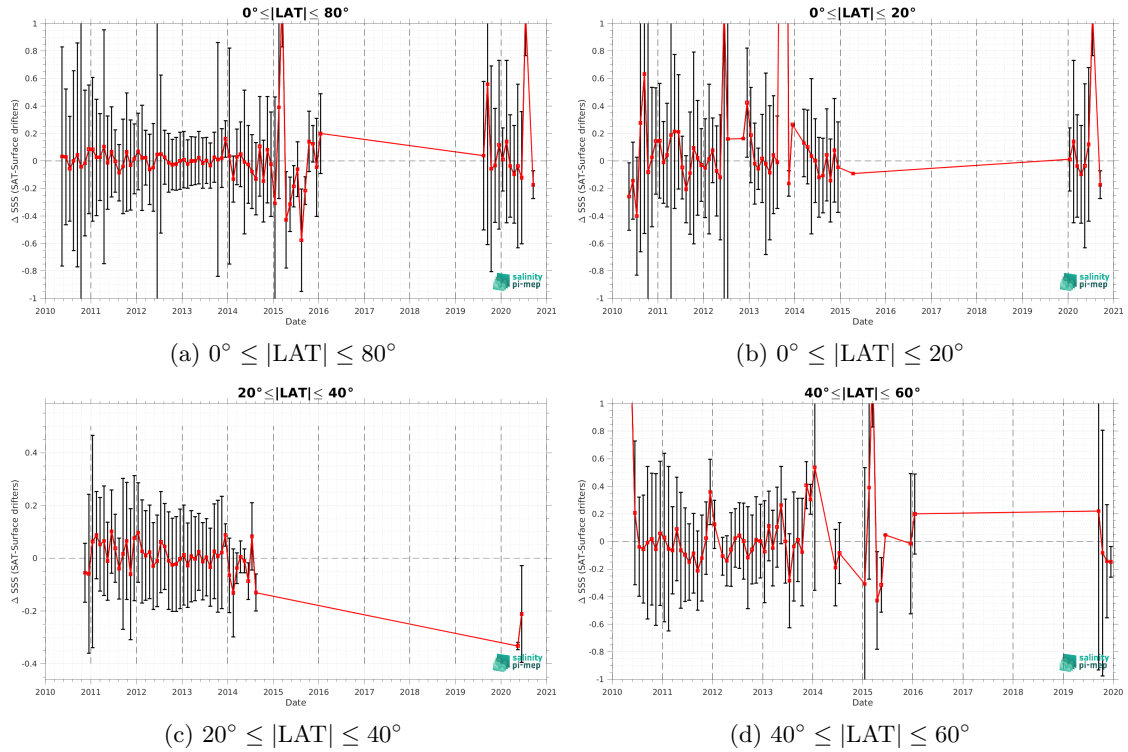 0°≤|LAT|≤ 80°
Δ SSS (SAT-Surface drifters)
1
0.8
0.6
0.4
0.2
0
-0.2
-0.4
-0.6
-0.8
-1
2010 2011 2012 2013 2014 2015 2016 2017 2018 2019 2020 2021
Date
salinity
pi-mep
(a) 0° ≤ |LAT| ≤ 80°
0°≤|LAT|≤ 20°
Δ SSS (SAT-Surface drifters)
1
0.8
0.6
0.4
0.2
0
-0.2
-0.4
-0.6
-0.8
-1
2010 2011 2012 2013 2014 2015 2016 2017 2018 2019 2020 2021
Date
salinity
pi-mep
(b) 0° ≤ |LAT| ≤ 20°
20°≤|LAT|≤ 40°
Δ SSS (SAT-Surface drifters)
0.4
0.2
0
-0.2
-0.4
2010 2011 2012 2013 2014 2015 2016 2017 2018 2019 2020 2021
Date
salinity
pi-mep
(c) 20° ≤ |LAT| ≤ 40°
40°≤|LAT|≤ 60°
Δ SSS (SAT-Surface drifters)
1
0.8
0.6
0.4
0.2
0
-0.2
-0.4
-0.6
-0.8
-1
2010 2011 2012 2013 2014 2015 2016 2017 2018 2019 2020
Date
salinity
pi-mep
(d) 40° ≤ |LAT| ≤ 60°